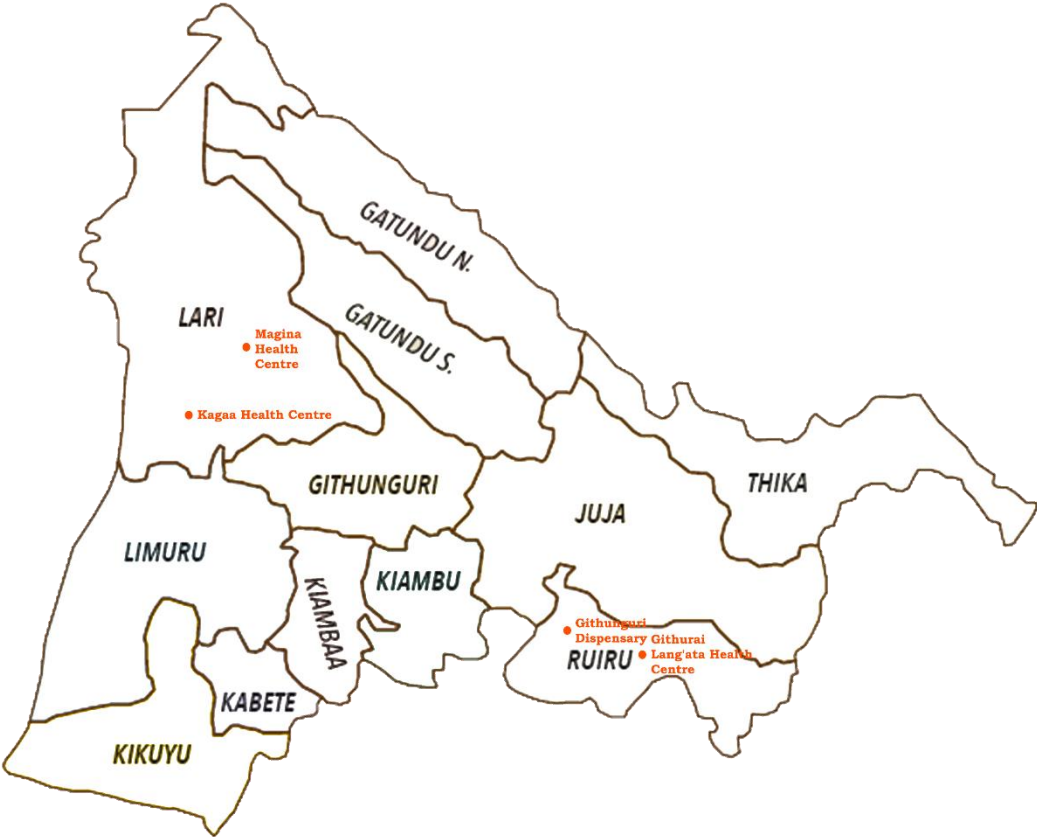 GATUNDU N.
LARI
GATUNDU S.
Magina
Health
Centre
Kagaa Health Centre
GITHUNGURI
THIKA
JUJA
LIMURU
KIAMBU
KIAMBAA
Githunguri
Dispensary
Githurai
Lang'ata Health
Centre
RUIRU
KABETE
KIKUYU